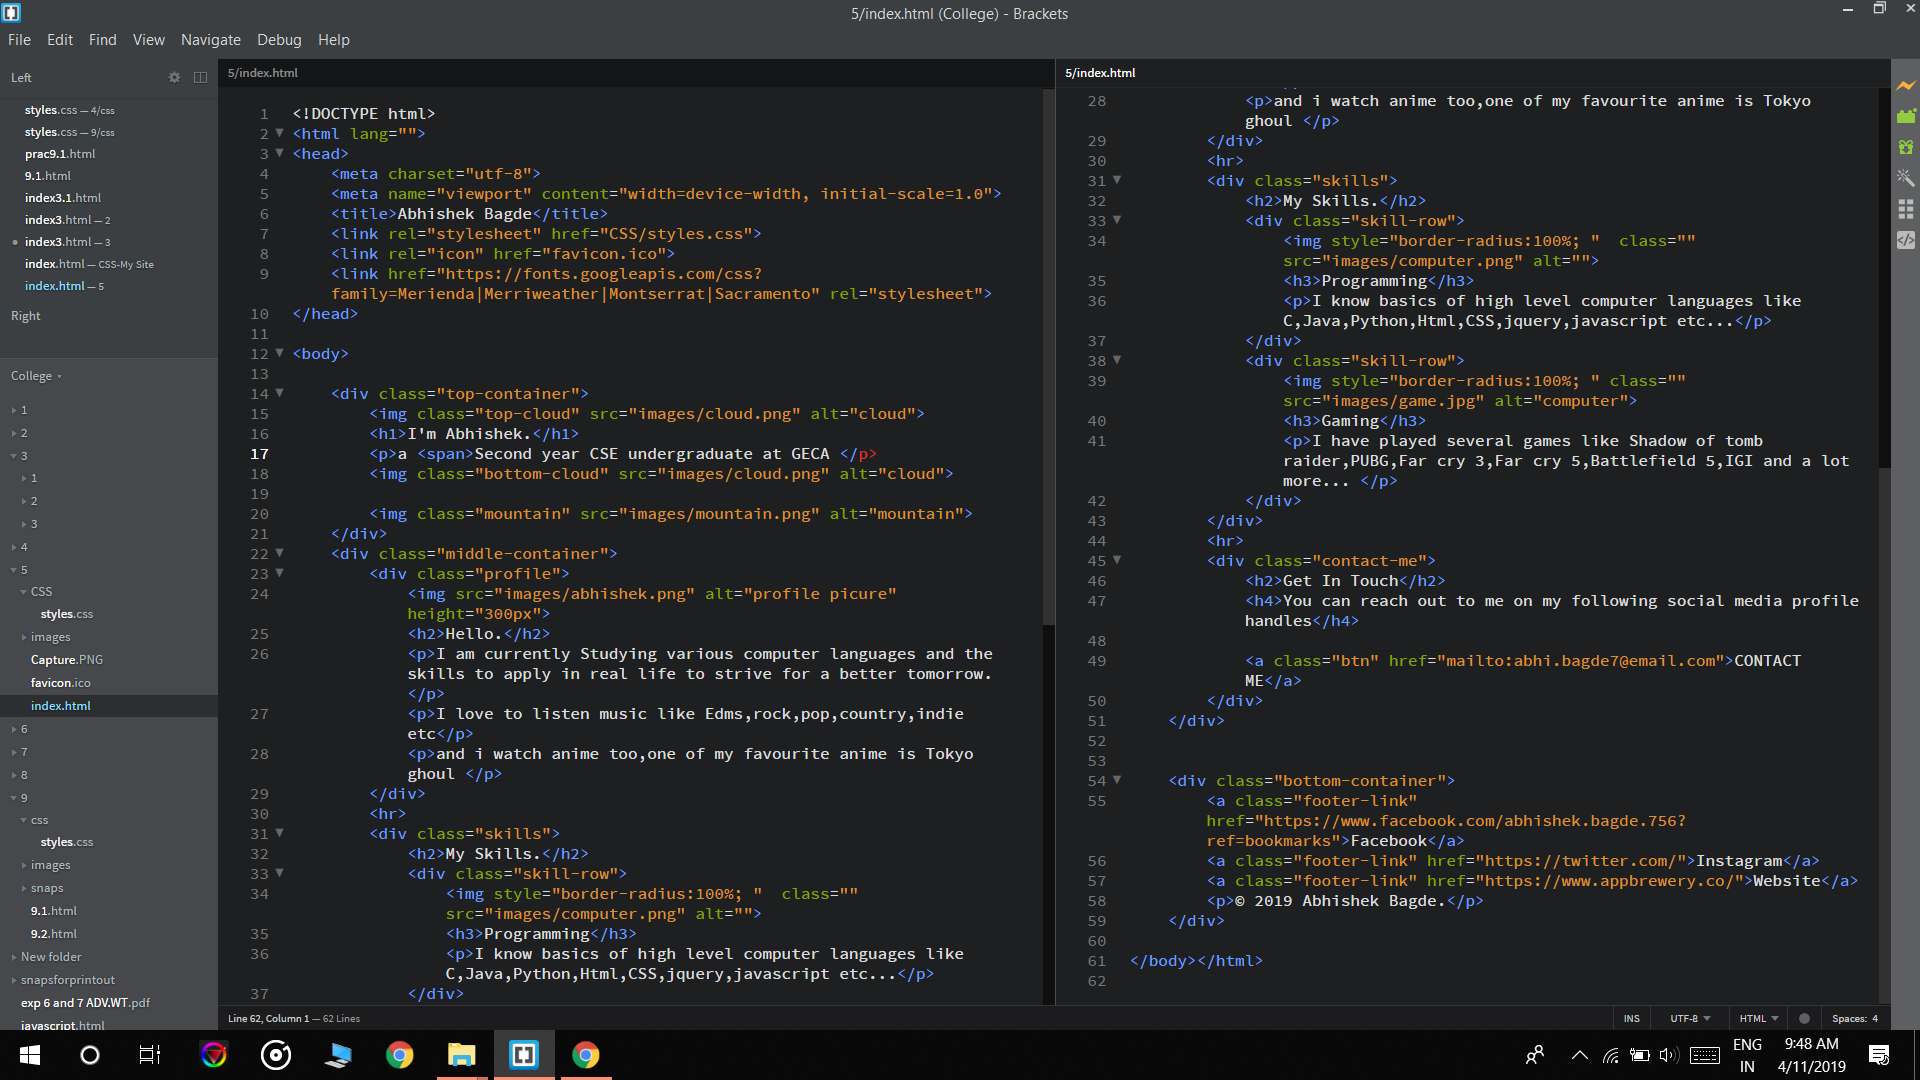 5/index.html (College) - Brackets
File Edit Find View Navigate Debug Help
Left
styles.css — 4/css
styles.css — 9/css
prac9.1.html
9.1.html
index3.1.html
index3.html — 2
index3.html — 3
index.html — CSS-My Site
index.html — 5
Right
College
1
2
3
1
2
3
4
5
CSS
styles.css
images
Capture.PNG
favicon.ico
index.html
6
7
8
9
css
styles.css
images
snaps
9.1.html
9.2.html
New folder
snapsforprintout
exp 6 and 7 ADV.WT.pdf
javascript.html
5/index.html
1 <!DOCTYPE html>
2 <html lang="">
3 <head>
4 <meta charset="utf-8">
5 <meta name="viewport" content="width=device-width, initial-scale=1.0">
6 <title>Abhishek Bagde</title>
7 <link rel="stylesheet" href="CSS/styles.css">
8 <link rel="icon" href="favicon.ico">
9 <link href="https://fonts.googleapis.com/css?
family=Merienda|Merriweather|Montserrat|Sacramento" rel="stylesheet">
10 </head>
11
12 <body>
13
14 <div class="top-container">
15 <img class="top-cloud" src="images/cloud.png" alt="cloud">
16 <h1>I'm Abhishek.</h1>
17 <p>a <span>Second year CSE undergraduate at GECA </p>
18 <img class="bottom-cloud" src="images/cloud.png" alt="cloud">
19
20 <img class="mountain" src="images/mountain.png" alt="mountain">
21 </div>
22 <div class="middle-container">
23 <div class="profile">
24 <img src="images/abhishek.png" alt="profile picure"
height="300px">
25 <h2>Hello.</h2>
26 <p>I am currently Studying various computer languages and the
skills to apply in real life to strive for a better tomorrow.
</p>
27 <p>I love to listen music like Edms,rock,pop,country,indie
etc</p>
28 <p>and i watch anime too,one of my favourite anime is Tokyo
ghoul </p>
29 </div>
30 <hr>
31 <div class="skills">
32 <h2>My Skills.</h2>
33 <div class="skill-row">
34 <img style="border-radius:100%; "  class=""
src="images/computer.png" alt="">
35 <h3>Programming</h3>
36 <p>I know basics of high level computer languages like
C,Java,Python,Html,CSS,jquery,javascript etc...</p>
37 </div>
5/index.html
28 <p>and i watch anime too,one of my favourite anime is Tokyo
ghoul </p>
29 </div>
30 <hr>
31 <div class="skills">
32 <h2>My Skills.</h2>
33 <div class="skill-row">
34 <img style="border-radius:100%; "  class=""
src="images/computer.png" alt="">
35 <h3>Programming</h3>
36 <p>I know basics of high level computer languages like
C,Java,Python,Html,CSS,jquery,javascript etc...</p>
37 </div>
38 <div class="skill-row">
39 <img style="border-radius:100%; " class=""
src="images/game.jpg" alt="computer">
40 <h3>Gaming</h3>
41 <p>I have played several games like Shadow of tomb
raider,PUBG,Far cry 3,Far cry 5,Battlefield 5,IGI and a lot
more... </p>
42 </div>
43 </div>
44 <hr>
45 <div class="contact-me">
46 <h2>Get In Touch</h2>
47 <h4>You can reach out to me on my following social media profile
handles</h4>
48
49 <a class="btn" href="mailto:abhi.bagde7@email.com">CONTACT
ME</a>
50 </div>
51 </div>
52
53
54 <div class="bottom-container">
55 <a class="footer-link"
href="https://www.facebook.com/abhishek.bagde.756?
ref=bookmarks">Facebook</a>
56 <a class="footer-link" href="https://twitter.com/">Instagram</a>
57 <a class="footer-link" href="https://www.appbrewery.co/">Website</a>
58 <p>© 2019 Abhishek Bagde.</p>
59 </div>
60
61 </body></html>
62
Line 62, Column 1 — 62 Lines
INS UTF-8 HTML Spaces: 4
ENG
IN
9:48 AM
4/11/2019